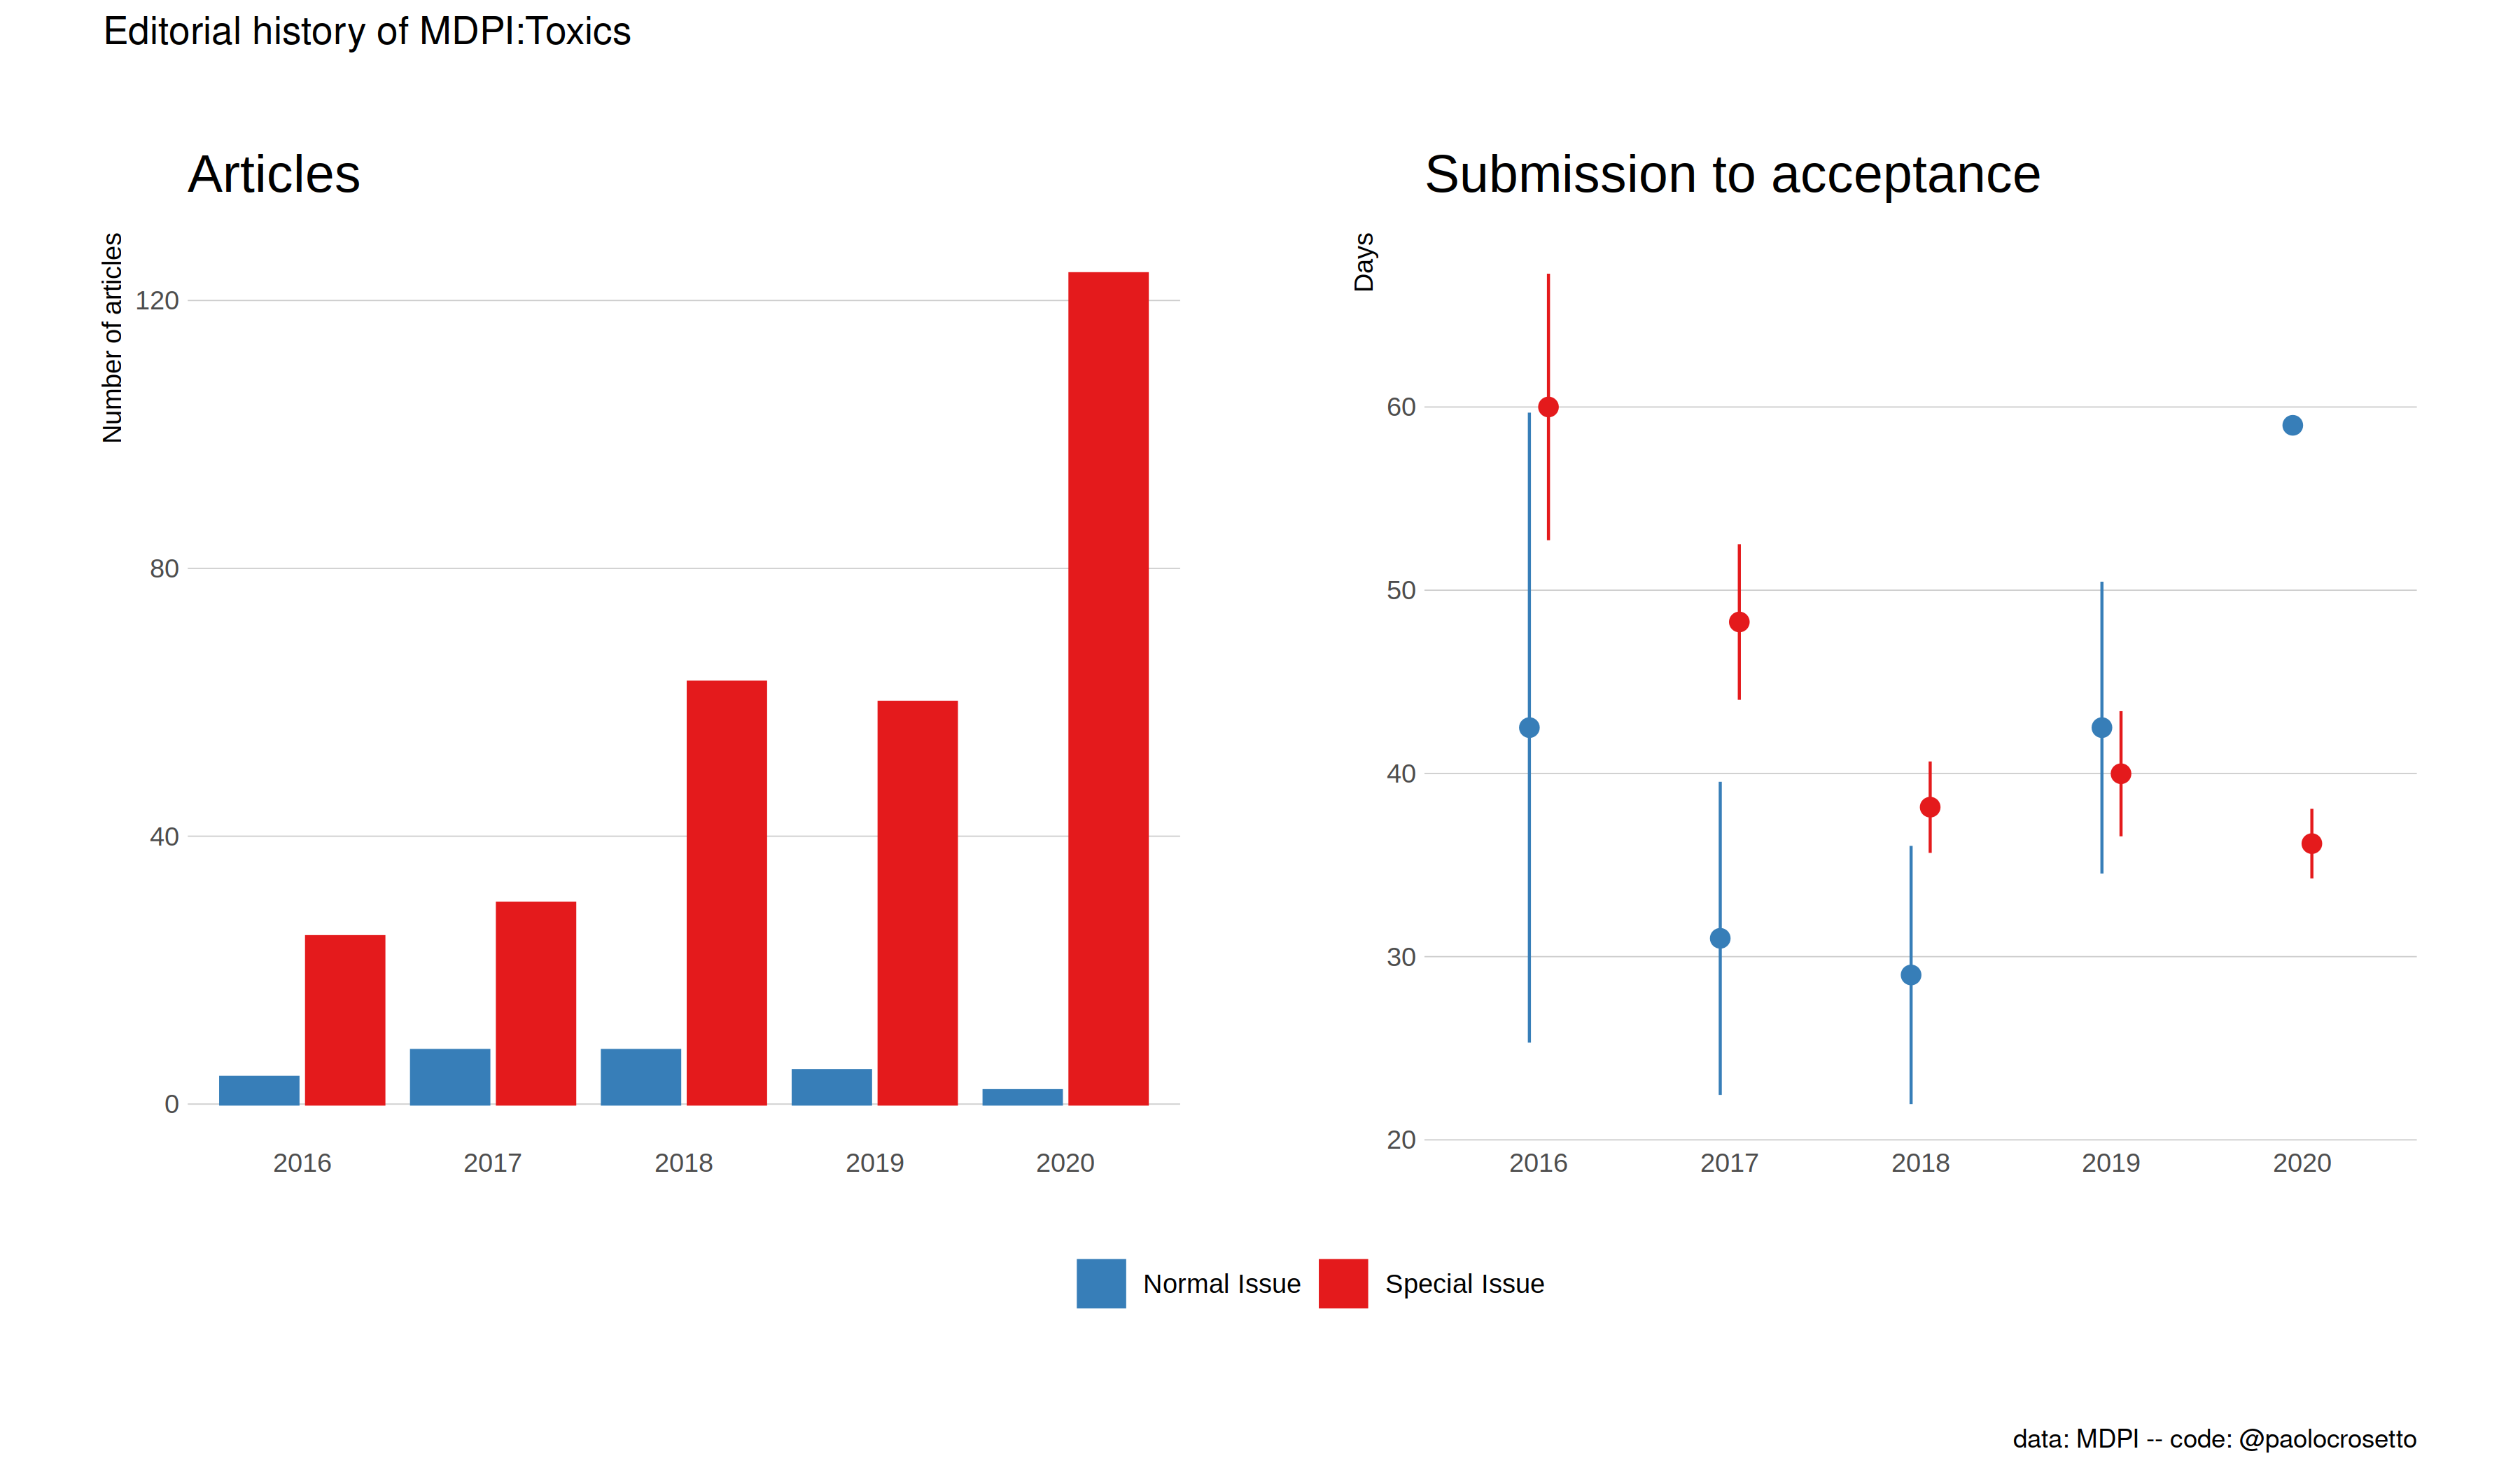 Editorial history of MDPI:Toxics
Articles
Number of articles
120
80
40
0
2016 2017 2018 2019 2020
Submission to acceptance
Days
60
50
40
30
20
2016 2017 2018 2019 2020
Normal Issue Special Issue
data: MDPI -- code: @paolocrosetto